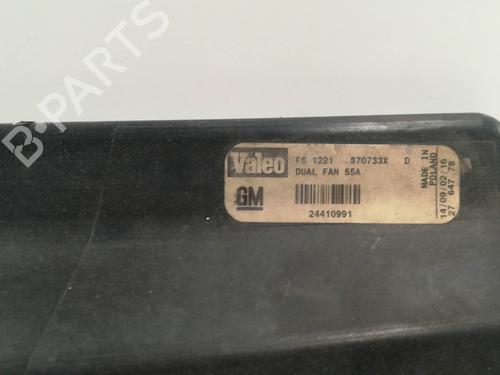 Valeo
FS 1221 870733X D
DUAL FAN 55A
GM
24410991
MADE IN
POLAND
14/09/02/16
27 647 78
B-PARTS